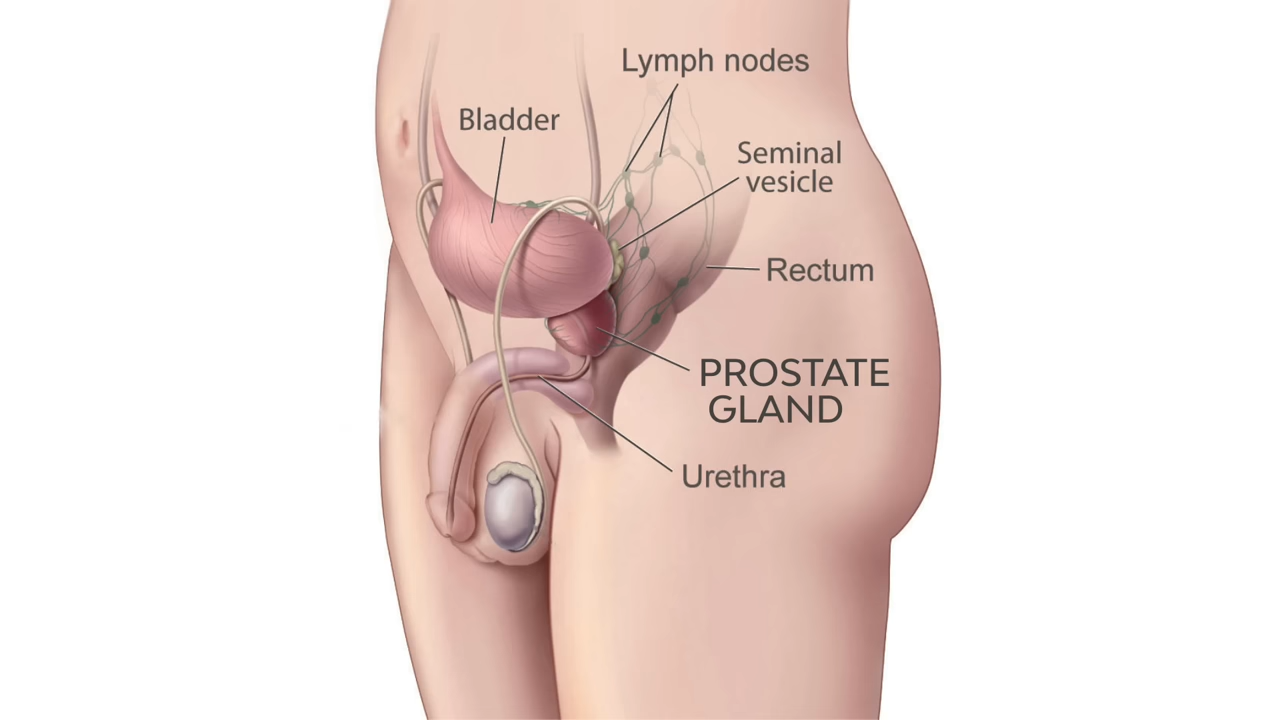 Lymph nodes
Bladder
Seminal
vesicle
Rectum
PROSTATE
GLAND
Urethra